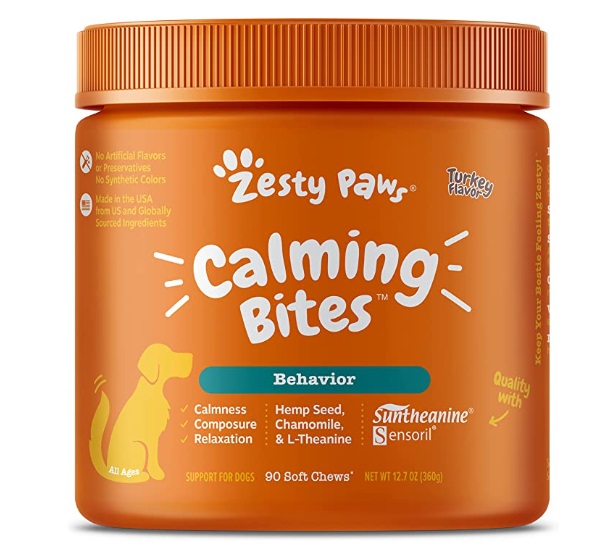 No Artificial Flavors
or Preservatives
No Synthetic Colors
Made in the USA
from US and Globally
Sourced Ingredients
Zesty Paws®
Turkey
Flavor
Calming
Bites™
Behavior
✓ Calmness
✓ Composure
✓ Relaxation
Hemp Seed,
Chamomile,
& L-Theanine
Suntheanine®
Sensoril®
Quality
with
All Ages
SUPPORT FOR DOGS 90 Soft Chews* NET WT 12.7 OZ (360g)
Keep Your Bestie Feeling Zesty!